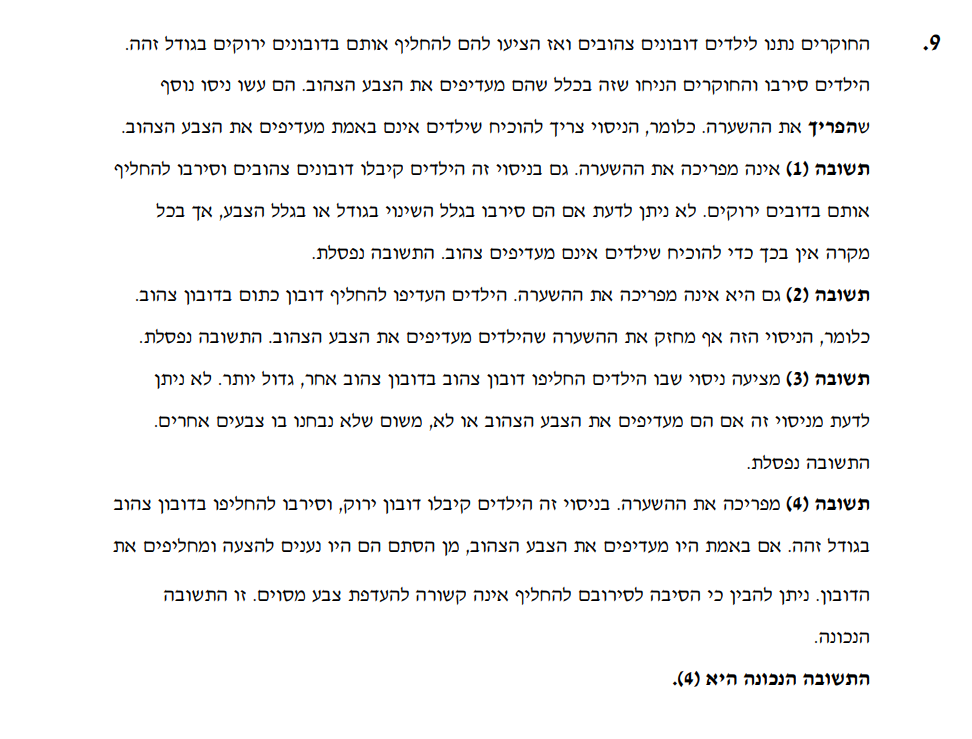 9. החוקרים נתנו לילדים דובונים צהובים ואז הציעו להם להחליף אותם בדובונים ירוקים בגודל זהה.
הילדים סירבו והחוקרים הניחו שזה בכלל שהם מעדיפים את הצבע הצהוב. הם עשו ניסו נוסף
שהפריך את ההשערה. כלומר, הניסוי צריך להוכיח שילדים אינם באמת מעדיפים את הצבע הצהוב.
תשובה (1) אינה מפריכה את ההשערה. גם בניסוי זה הילדים קיבלו דובונים צהובים וסירבו להחליף
אותם בדובים ירוקים. לא ניתן לדעת אם הם סירבו בגלל השינוי בגודל או בגלל הצבע, אך בכל
מקרה אין בכך כדי להוכיח שילדים אינם מעדיפים צהוב. התשובה נפסלת.
תשובה (2) גם היא אינה מפריכה את ההשערה. הילדים העדיפו להחליף דובון כתום בדובון צהוב.
כלומר, הניסוי הזה אף מחזק את ההשערה שהילדים מעדיפים את הצבע הצהוב. התשובה נפסלת.
תשובה (3) מציעה ניסוי שבו הילדים החליפו דובון צהוב בדובון צהוב אחר, גדול יותר. לא ניתן
לדעת מניסוי זה אם הם מעדיפים את הצבע הצהוב או לא, משום שלא נבחנו בו צבעים אחרים.
התשובה נפסלת.
תשובה (4) מפריכה את ההשערה. בניסוי זה הילדים קיבלו דובון ירוק, וסירבו להחליפו בדובון צהוב
בגודל זהה. אם באמת היו מעדיפים את הצבע הצהוב, מן הסתם הם היו נענים להצעה ומחליפים את
הדובון. ניתן להבין כי הסיבה לסירובם להחליף אינה קשורה להעדפת צבע מסוים. זו התשובה
הנכונה.
התשובה הנכונה היא (4).